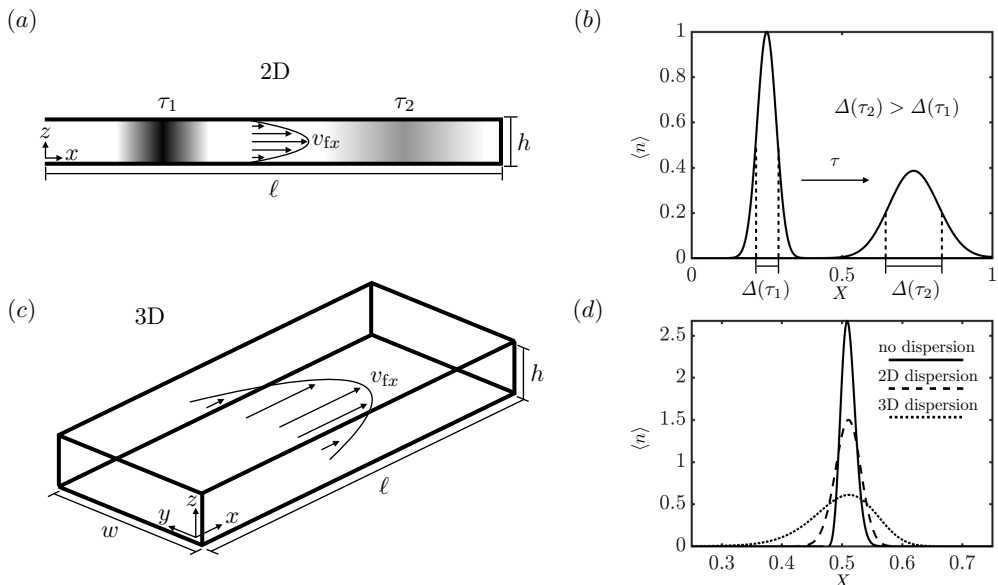 (a)
2D
τ₁
τ₂
z
x
v_fx
h
ℓ
(b)
1
0.8
0.6
0.4
0.2
0
⟨n⟩
Δ(τ₂) > Δ(τ₁)
τ
0
0.5
1
Δ(τ₁)
X
Δ(τ₂)
(c)
3D
v_fx
h
ℓ
w
z
y
x
(d)
2.5
2
1.5
1
0.5
0
⟨n⟩
no dispersion
2D dispersion
3D dispersion
0.3
0.4
0.5
0.6
0.7
X